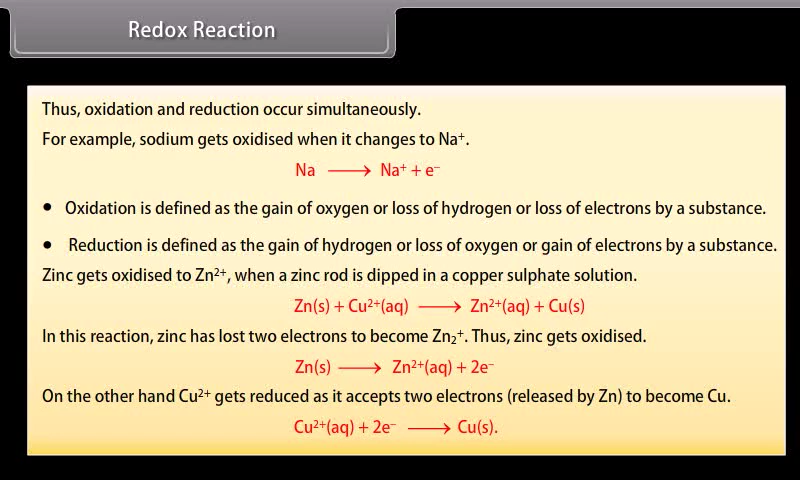 Redox Reaction
Thus, oxidation and reduction occur simultaneously.
For example, sodium gets oxidised when it changes to Na⁺.
Na ⟶ Na⁺ + e⁻
• Oxidation is defined as the gain of oxygen or loss of hydrogen or loss of electrons by a substance.
• Reduction is defined as the gain of hydrogen or loss of oxygen or gain of electrons by a substance.
Zinc gets oxidised to Zn²⁺, when a zinc rod is dipped in a copper sulphate solution.
Zn(s) + Cu²⁺(aq) ⟶ Zn²⁺(aq) + Cu(s)
In this reaction, zinc has lost two electrons to become Zn₂⁺. Thus, zinc gets oxidised.
Zn(s) ⟶ Zn²⁺(aq) + 2e⁻
On the other hand Cu²⁺ gets reduced as it accepts two electrons (released by Zn) to become Cu.
Cu²⁺(aq) + 2e⁻ ⟶ Cu(s).